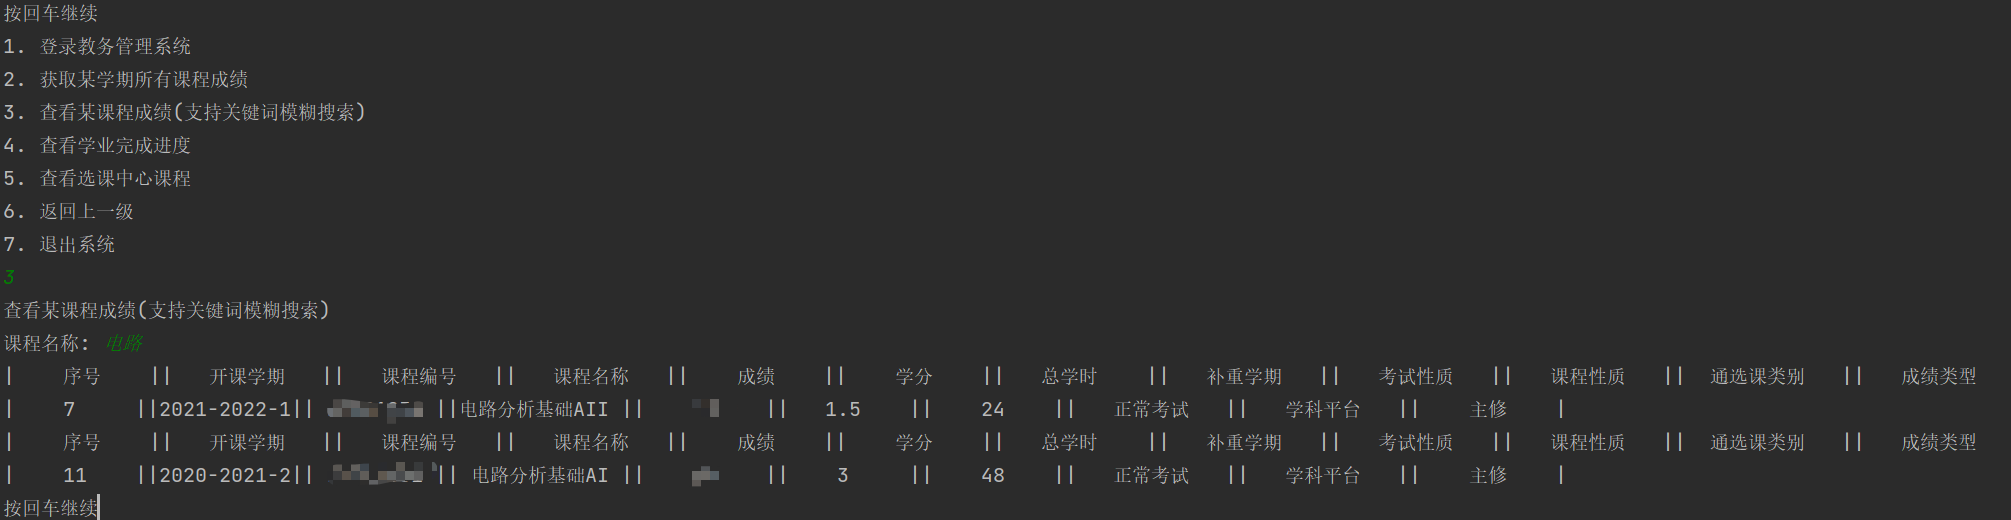 按回车继续
1. 登录教务管理系统
2. 获取某学期所有课程成绩
3. 查看某课程成绩(支持关键词模糊搜索)
4. 查看学业完成进度
5. 查看选课中心课程
6. 返回上一级
7. 退出系统
3
查看某课程成绩(支持关键词模糊搜索)
课程名称: 电路
| 序号 || 开课学期 || 课程编号 || 课程名称 || 成绩 || 学分 || 总学时 || 补重学期 || 考试性质 || 课程性质 || 通选课类别 || 成绩类型
| 7 ||2021-2022-1|| ||电路分析基础AII || || 1.5 || 24 || 正常考试 || 学科平台 || 主修 |
| 序号 || 开课学期 || 课程编号 || 课程名称 || 成绩 || 学分 || 总学时 || 补重学期 || 考试性质 || 课程性质 || 通选课类别 || 成绩类型
| 11 ||2020-2021-2|| || 电路分析基础AI || || 3 || 48 || 正常考试 || 学科平台 || 主修 |
按回车继续